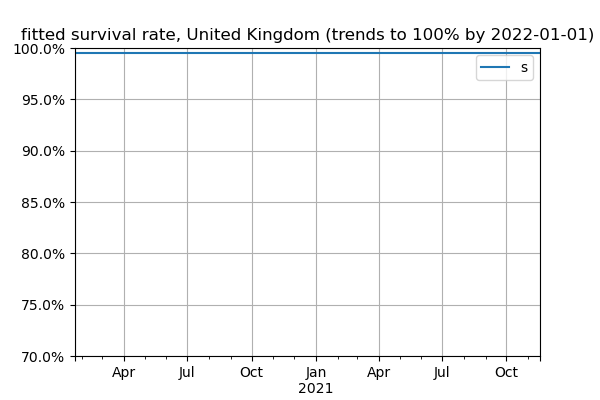 fitted survival rate, United Kingdom (trends to 100% by 2022-01-01)
100.0%
s
95.0%
90.0%
85.0%
80.0%
75.0%
70.0%
Apr Jul Oct Jan Apr Jul Oct
2021